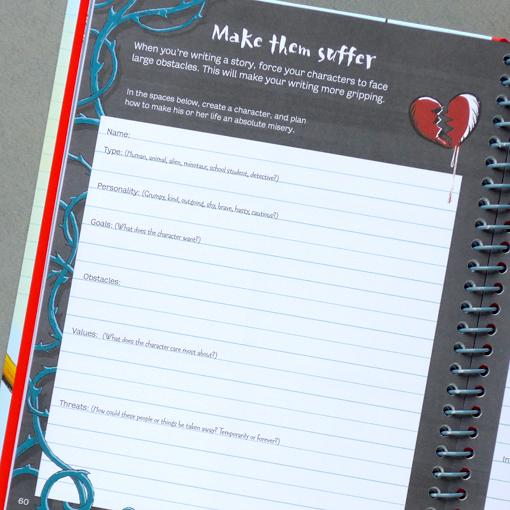 Make them suffer
When you're writing a story, force your characters to face
large obstacles. This will make your writing more gripping.
In the spaces below, create a character, and plan
how to make his or her life an absolute misery.
Name:
Type: (Human, animal, alien, minotaur, school student, detective?)
Personality: (Grumpy, kind, outgoing, shy, brave, hasty, cautious?)
Goals: (What does the character want?)
Obstacles:
Values: (What does the character care most about?)
Threats: (How could these people or things be taken away? Temporarily or forever?)
60